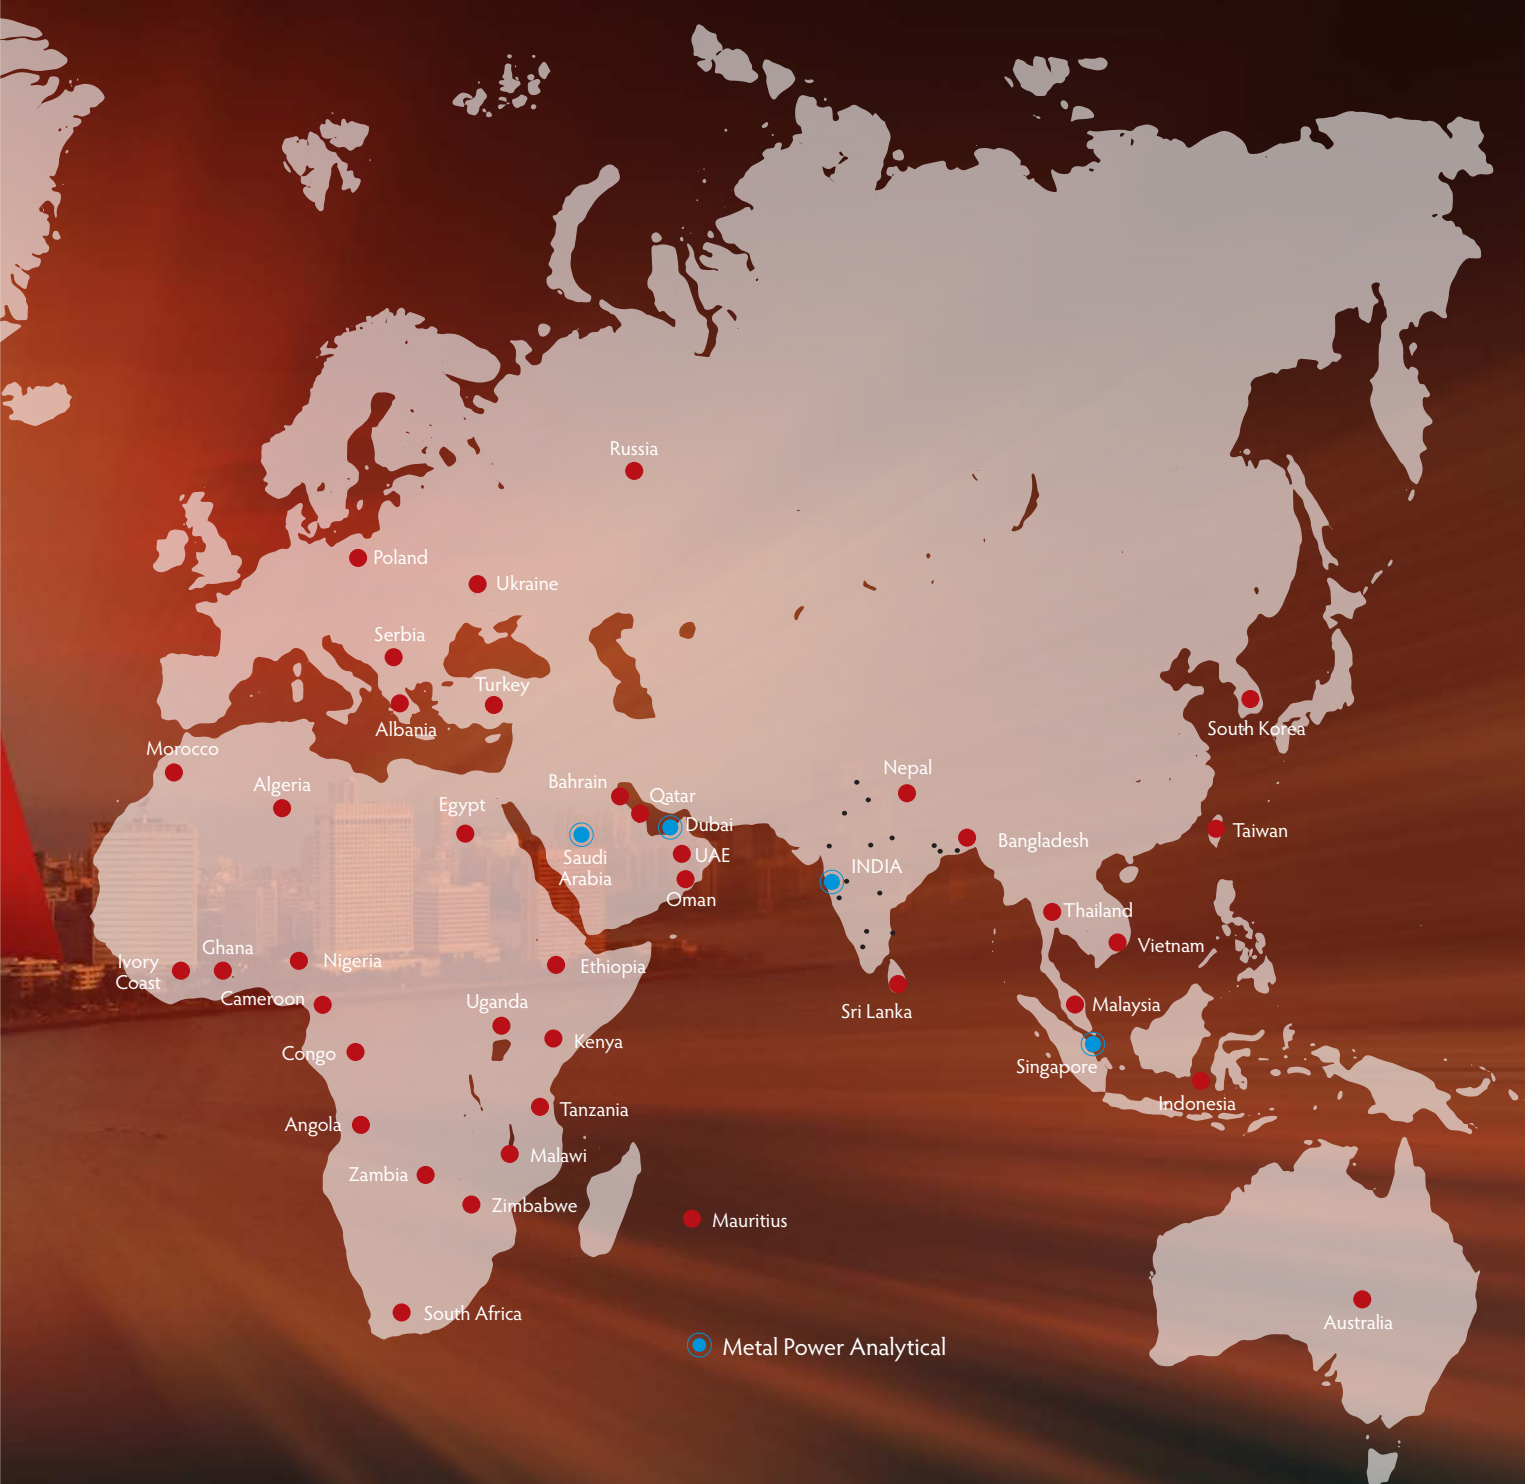 Russia
Poland
Ukraine
Serbia
Turkey
Albania
South Korea
Morocco
Nepal
Bahrain
Algeria
Qatar
Egypt
Dubai
Taiwan
Bangladesh
UAE
Saudi
Arabia
INDIA
Oman
Thailand
Vietnam
Ghana
Ivory
Coast
Nigeria
Ethiopia
Cameroon
Uganda
Malaysia
Sri Lanka
Kenya
Congo
Singapore
Indonesia
Tanzania
Angola
Malawi
Zambia
Zimbabwe
Mauritius
South Africa
Australia
Metal Power Analytical